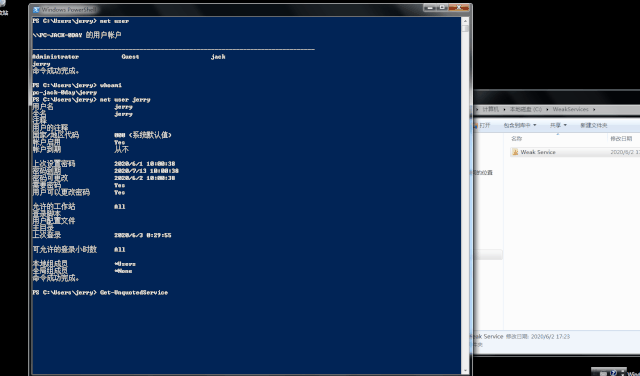 Windows PowerShell
PS C:\Users\jerry> net user
\\PC-JACK-0DAY 的用户帐户
-------------------------------------------------------------------------------
Administrator Guest jack
jerry
命令成功完成。
PS C:\Users\jerry> whoami
pc-jack-0day\jerry
PS C:\Users\jerry> net user jerry
用户名 jerry
全名 jerry
注释
用户的注释
国家/地区代码 000 (系统默认值)
帐户启用 Yes
帐户到期 从不
上次设置密码 2020/6/1 10:08:38
密码到期 2020/7/13 10:08:38
密码可更改 2020/6/2 10:08:38
需要密码 Yes
用户可以更改密码 Yes
允许的工作站 All
登录脚本
用户配置文件
主目录
上次登录 2020/6/3 0:29:55
可允许的登录小时数 All
本地组成员 *Users
全局组成员 *None
命令成功完成。
PS C:\Users\jerry> Get-UnquotedService
计算机 ▸ 本地磁盘 (C:) ▸ WeakServices ▸
打开 包含到库中 ▾ 共享 ▾ 新建文件夹
名称 修改日期
Weak Service 2020/6/2 1
的位置
Weak Service 修改日期: 2020/6/2 17:23